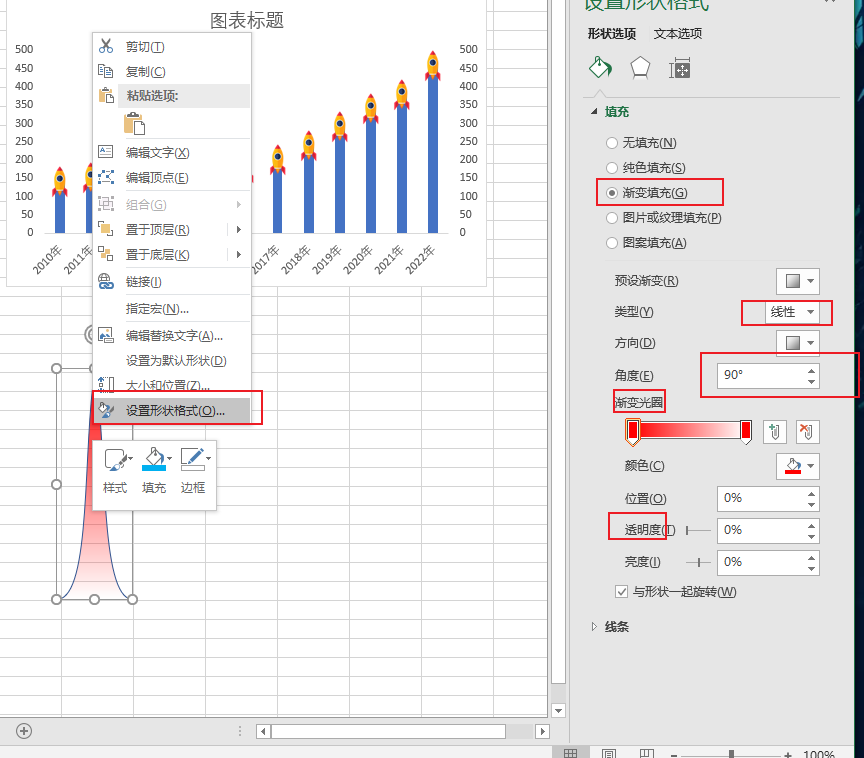 图表标题
500
450
400
350
300
250
200
150
100
50
0
500
450
400
350
300
250
200
150
100
50
0
2010年
2011年
2017年
2018年
2019年
2020年
2021年
2022年
剪切(T)
复制(C)
粘贴选项:
编辑文字(X)
编辑顶点(E)
组合(G)
置于顶层(R)
置于底层(K)
链接(I)
指定宏(N)...
编辑替换文字(A)...
设置为默认形状(D)
大小和位置(Z)...
设置形状格式(O)...
样式 填充 边框
设置形状格式
形状选项 文本选项
填充
无填充(N)
纯色填充(S)
渐变填充(G)
图片或纹理填充(P)
图案填充(A)
预设渐变(R)
类型(Y) 线性
方向(D)
角度(E) 90°
渐变光圈
颜色(C)
位置(O) 0%
透明度(T) 0%
亮度(I) 0%
与形状一起旋转(W)
线条
100%